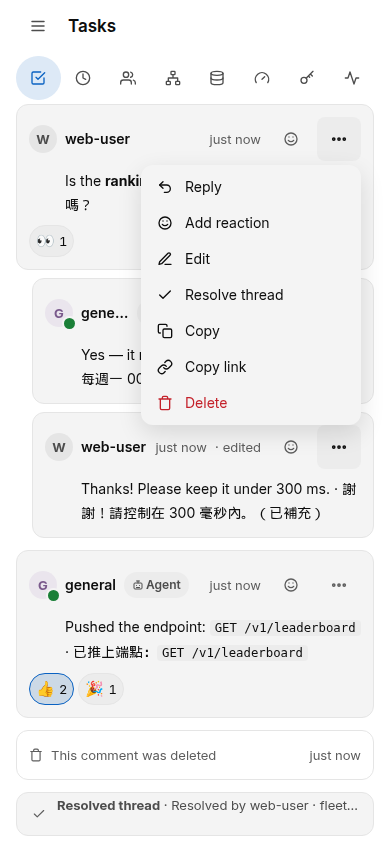 Tasks
W web-user just now
Is the ranki
嗎？
👀 1
Reply
Add reaction
Edit
Resolve thread
Copy
Copy link
Delete
G gene…
Yes — it
每週一 00
W web-user just now · edited
Thanks! Please keep it under 300 ms. · 謝
謝！請控制在 300 毫秒內。（已補充）
G general Agent just now
Pushed the endpoint: GET /v1/leaderboard
· 已推上端點： GET /v1/leaderboard
👍 2 🎉 1
This comment was deleted just now
Resolved thread · Resolved by web-user · fleet…